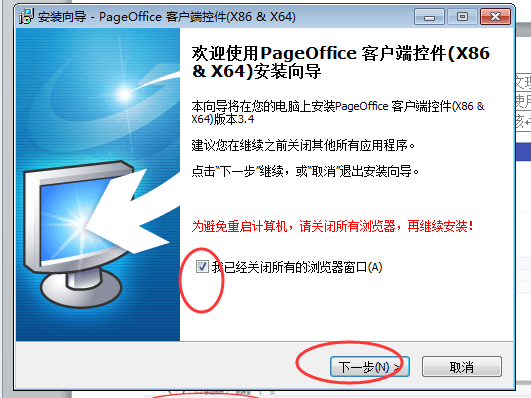 安装向导 - PageOffice 客户端控件(X86 & X64)
欢迎使用PageOffice 客户端控件(X86
& X64)安装向导
本向导将在您的电脑上安装PageOffice 客户端控件(X86 &
X64)版本3.4
建议您在继续之前关闭其他所有应用程序。
点击“下一步”继续，或“取消”退出安装向导。
为避免重启计算机，请关闭所有浏览器，再继续安装！
我已经关闭所有的浏览器窗口(A)
下一步(N) >
取消
文理
使用